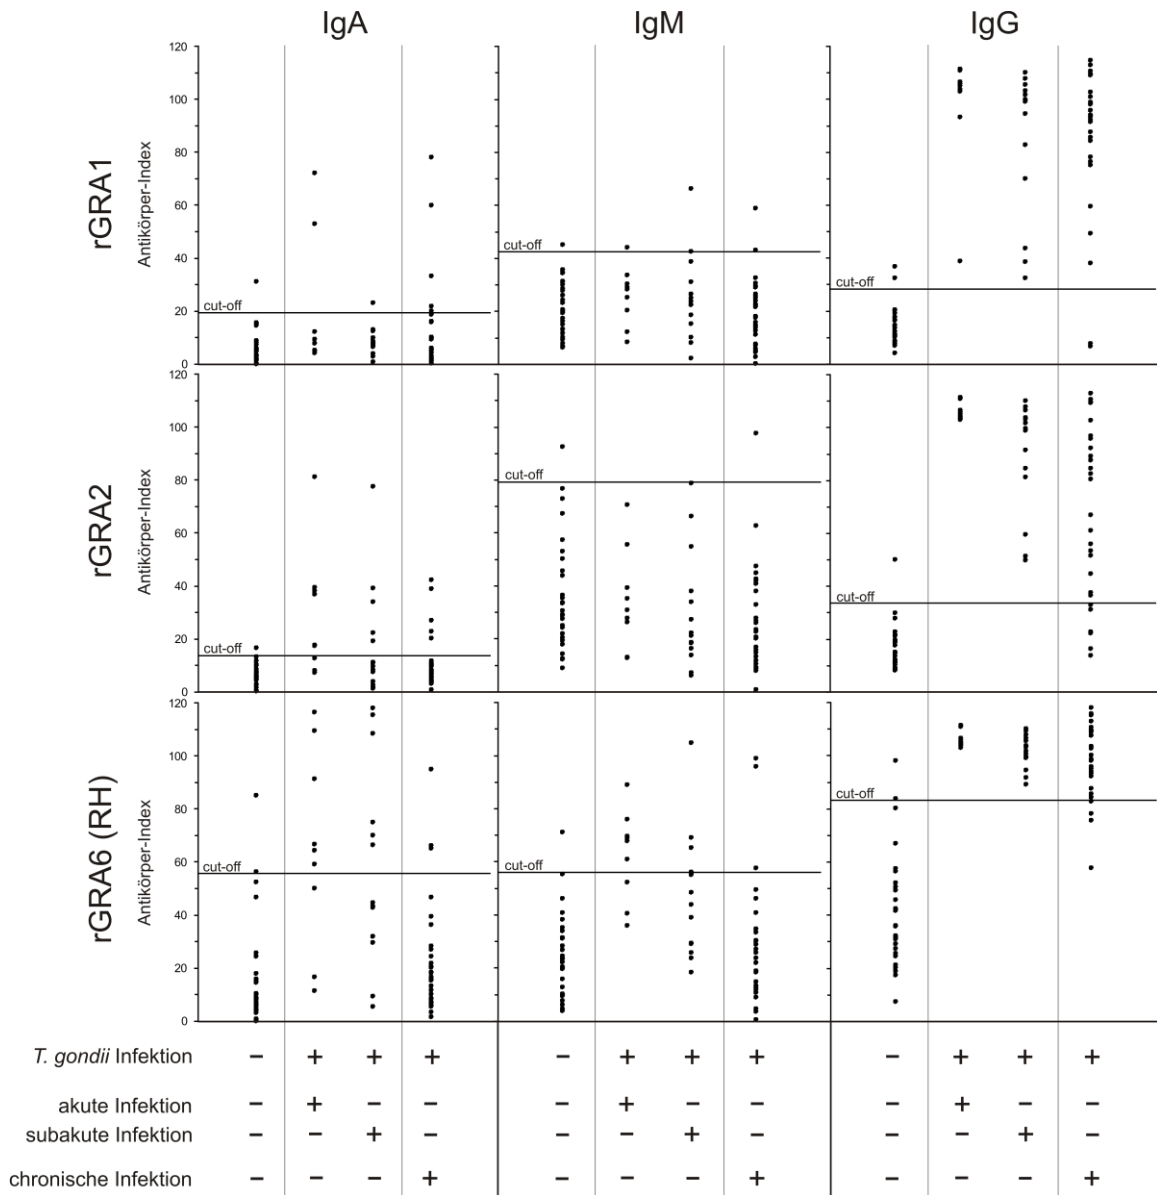 IgA IgM IgG
rGRA1
Antikörper-Index
120
100
80
60
40
20
0
cut-off
cut-off
cut-off
rGRA2
Antikörper-Index
120
100
80
60
40
20
0
cut-off
cut-off
cut-off
rGRA6 (RH)
Antikörper-Index
120
100
80
60
40
20
0
cut-off
cut-off
cut-off
T. gondii Infektion – + + + – + + + – + + +
akute Infektion – + – – – + – – – + – –
subakute Infektion – – + – – – + – – – + –
chronische Infektion – – – + – – – + – – – +